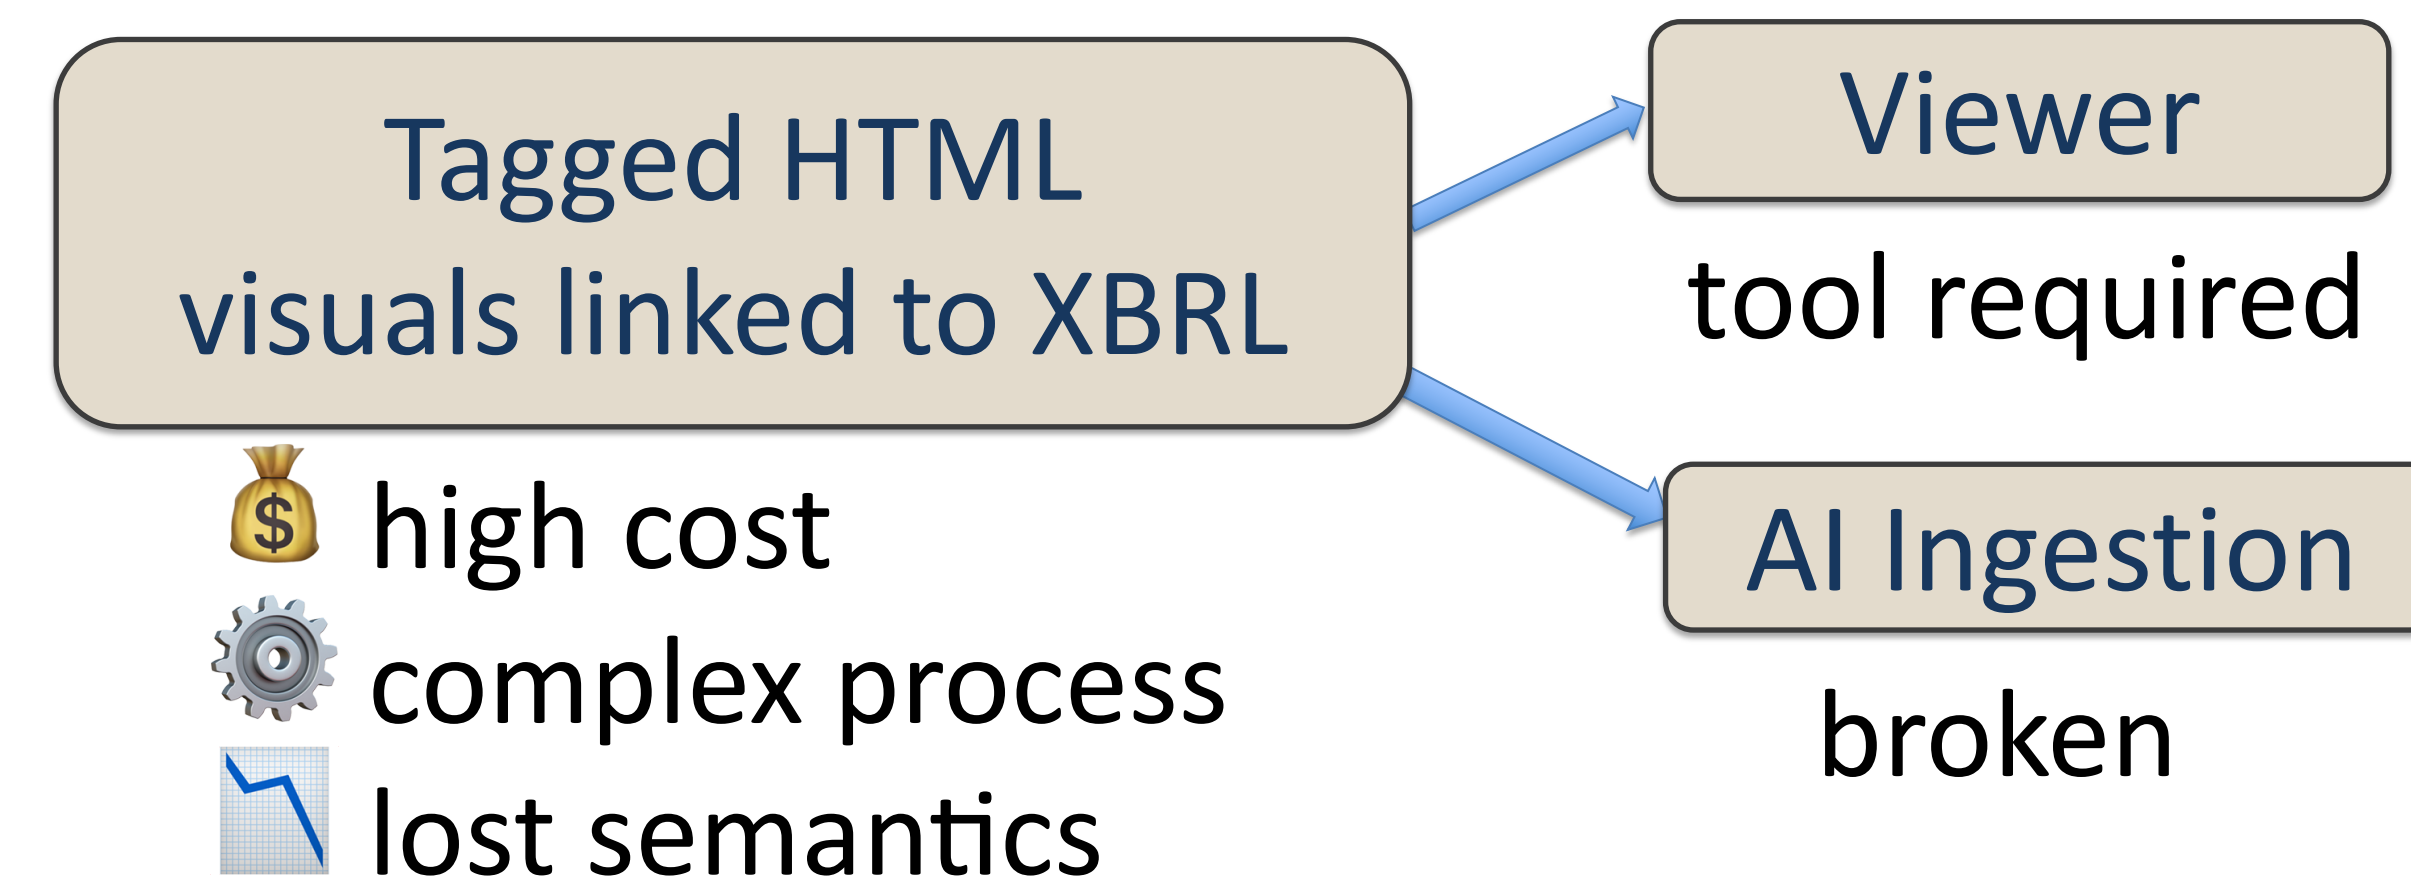 Tagged HTML
visuals linked to XBRL
💰 high cost
⚙️ complex process
📉 lost semantics
Viewer
tool required
AI Ingestion
broken